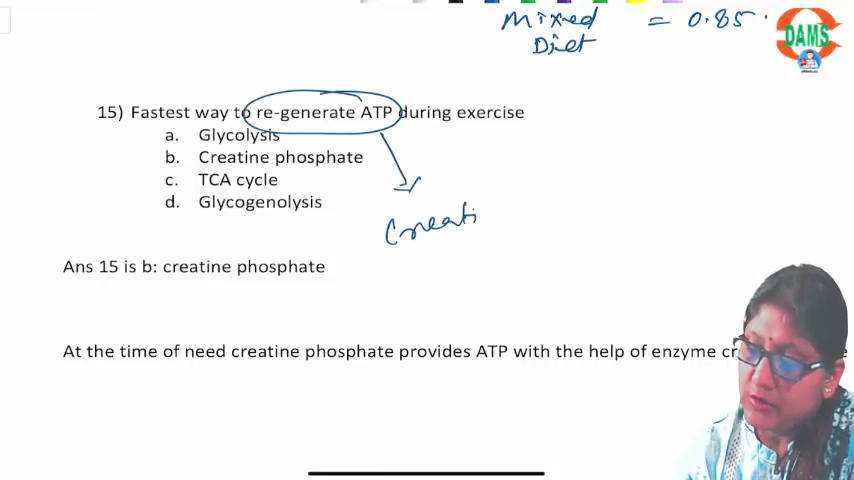 Mixed = 0.85.
Diet
DAMS
15) Fastest way to re-generate ATP during exercise
a. Glycolysis
b. Creatine phosphate
c. TCA cycle
d. Glycogenolysis
Creati
Ans 15 is b: creatine phosphate
At the time of need creatine phosphate provides ATP with the help of enzyme cr